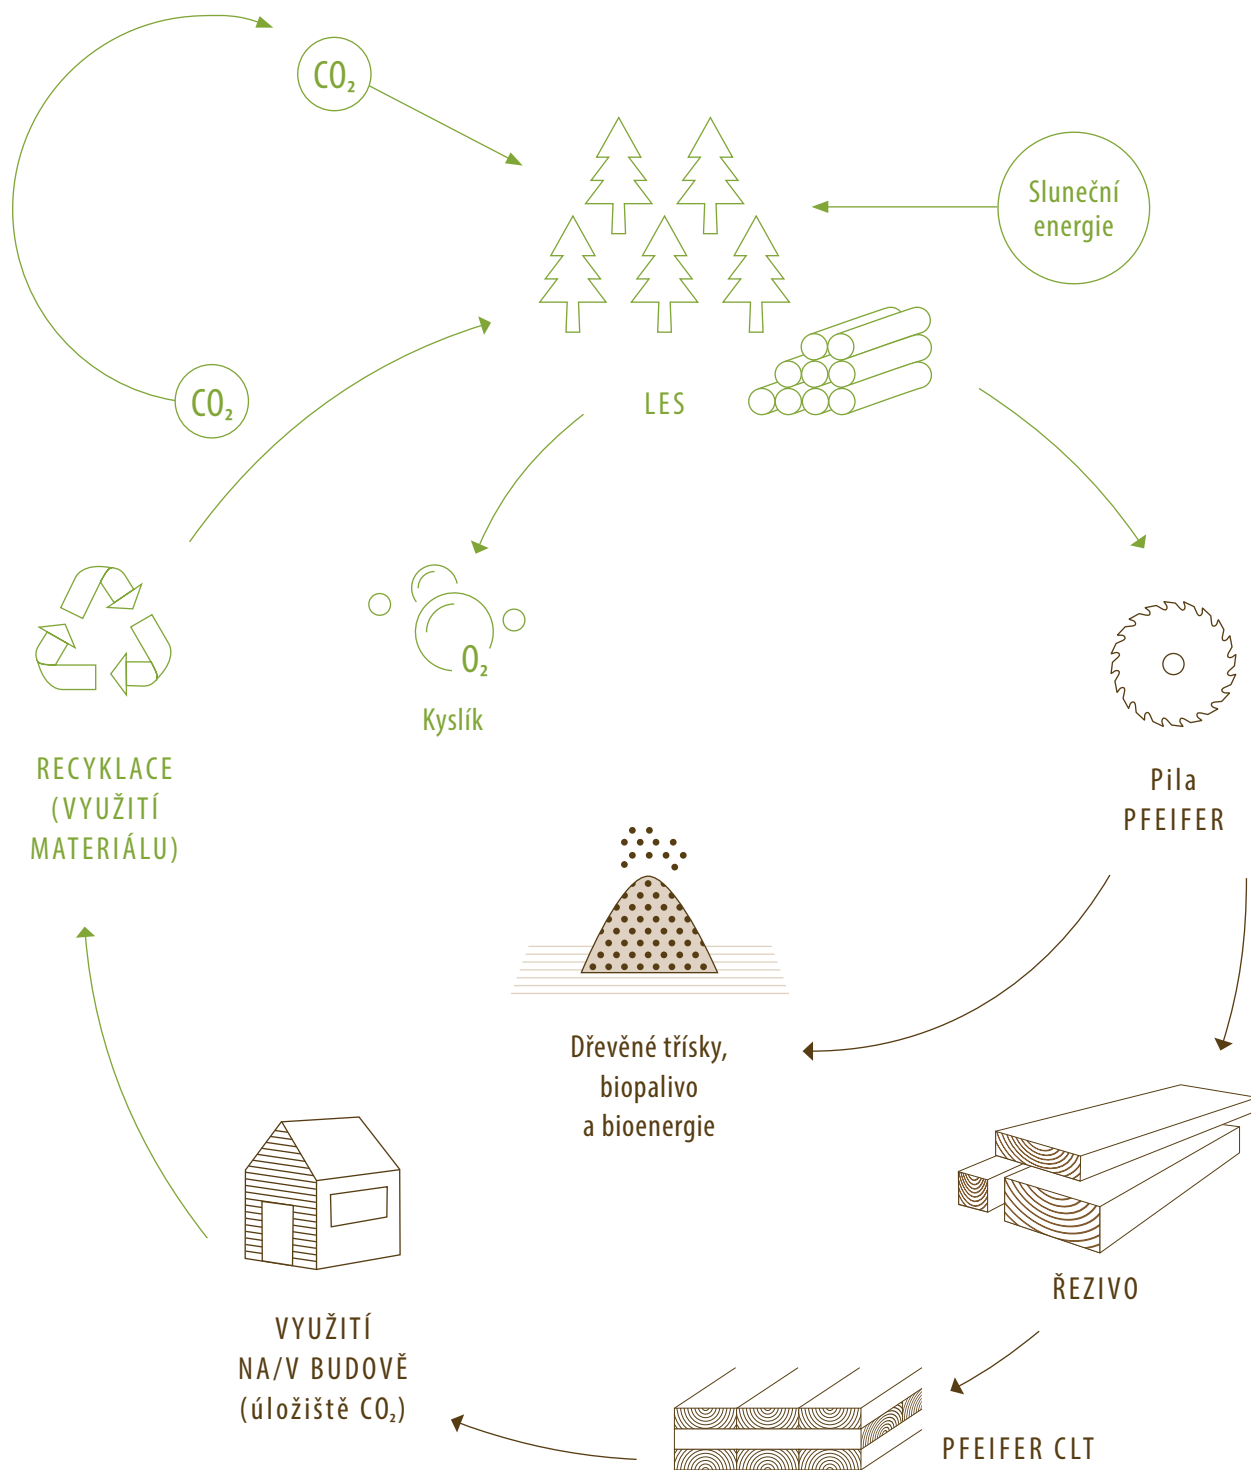 CO₂
Sluneční
energie
CO₂
LES
O₂
Kyslík
RECYKLACE
(VYUŽITÍ
MATERIÁLU)
Pila
PFEIFER
Dřevěné třísky,
biopalivo
a bioenergie
ŘEZIVO
VYUŽITÍ
NA/V BUDOVĚ
(úložiště CO₂)
PFEIFER CLT